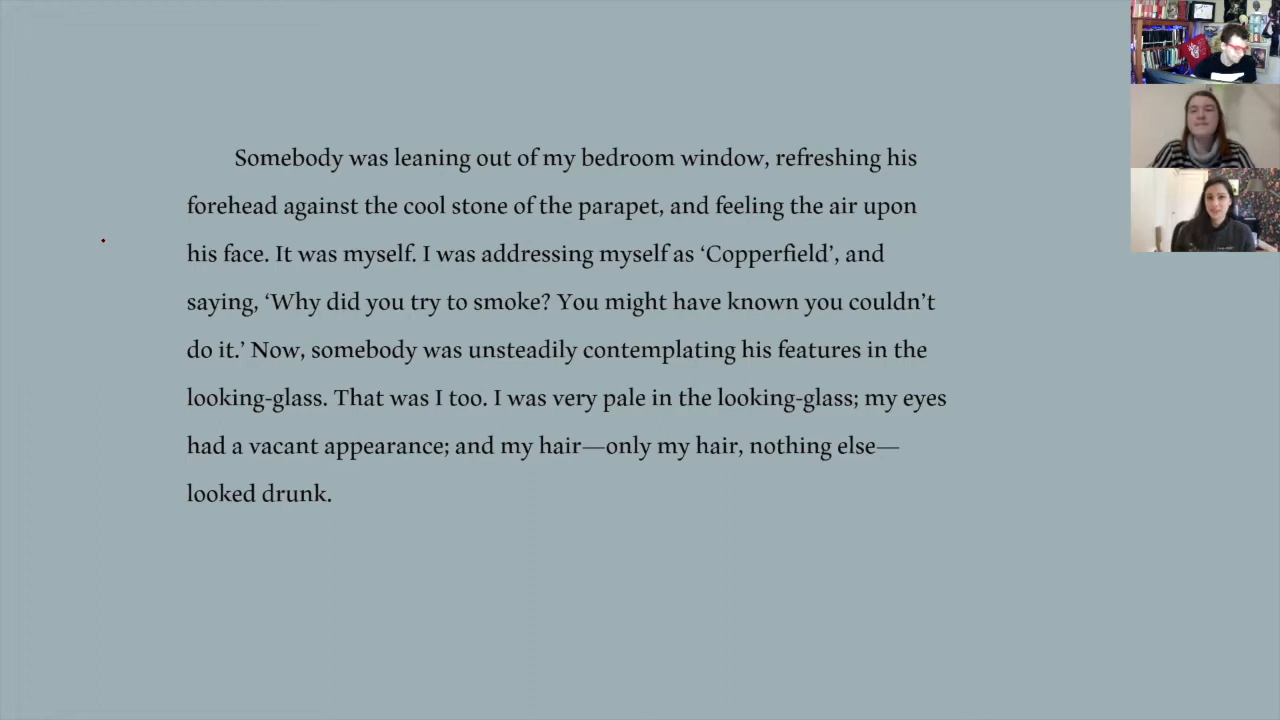 Somebody was leaning out of my bedroom window, refreshing his
forehead against the cool stone of the parapet, and feeling the air upon
his face. It was myself. I was addressing myself as ‘Copperfield’, and
saying, ‘Why did you try to smoke? You might have known you couldn’t
do it.’ Now, somebody was unsteadily contemplating his features in the
looking-glass. That was I too. I was very pale in the looking-glass; my eyes
had a vacant appearance; and my hair—only my hair, nothing else—
looked drunk.